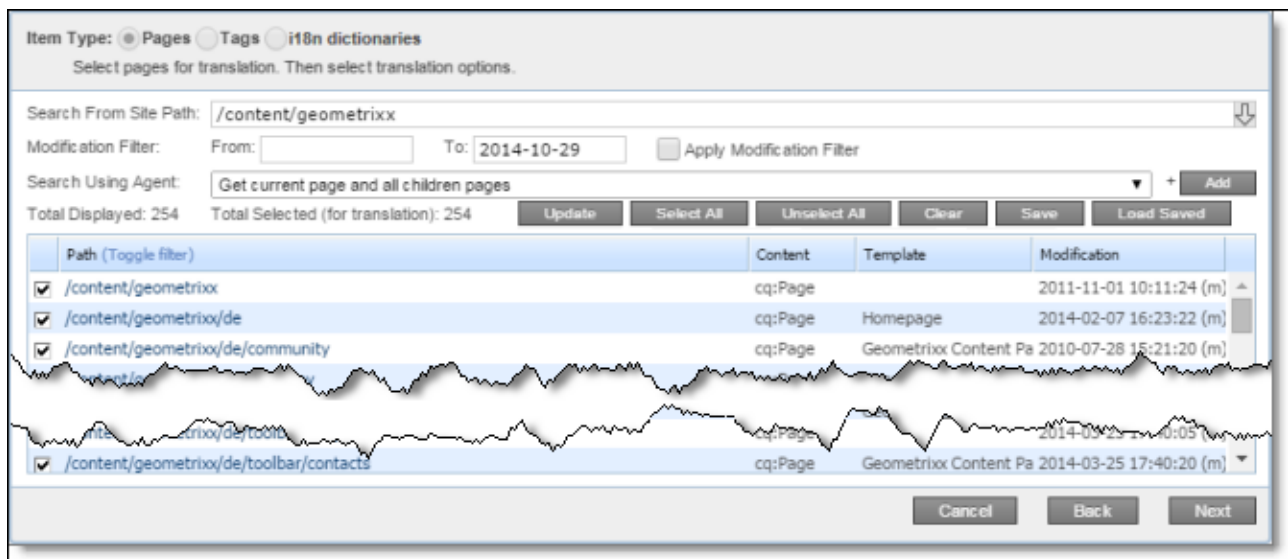 Item Type: Pages Tags i18n dictionaries
Select pages for translation. Then select translation options.
Search From Site Path: /content/geometrixx
Modification Filter: From: To: 2014-10-29 Apply Modification Filter
Search Using Agent: Get current page and all children pages + Add
Total Displayed: 254 Total Selected (for translation): 254 Update Select All Unselect All Clear Save Load Saved
Path (Toggle filter) Content Template Modification
/content/geometrixx cq:Page 2011-11-01 10:11:24 (m)
/content/geometrixx/de cq:Page Homepage 2014-02-07 16:23:22 (m)
/content/geometrixx/de/community cq:Page Geometrixx Content Pa 2010-07-28 15:21:20 (m)
cq:Page
/content/geometrixx/de/toolbar/contacts cq:Page Geometrixx Content Pa 2014-03-25 17:40:20 (m)
Cancel Back Next